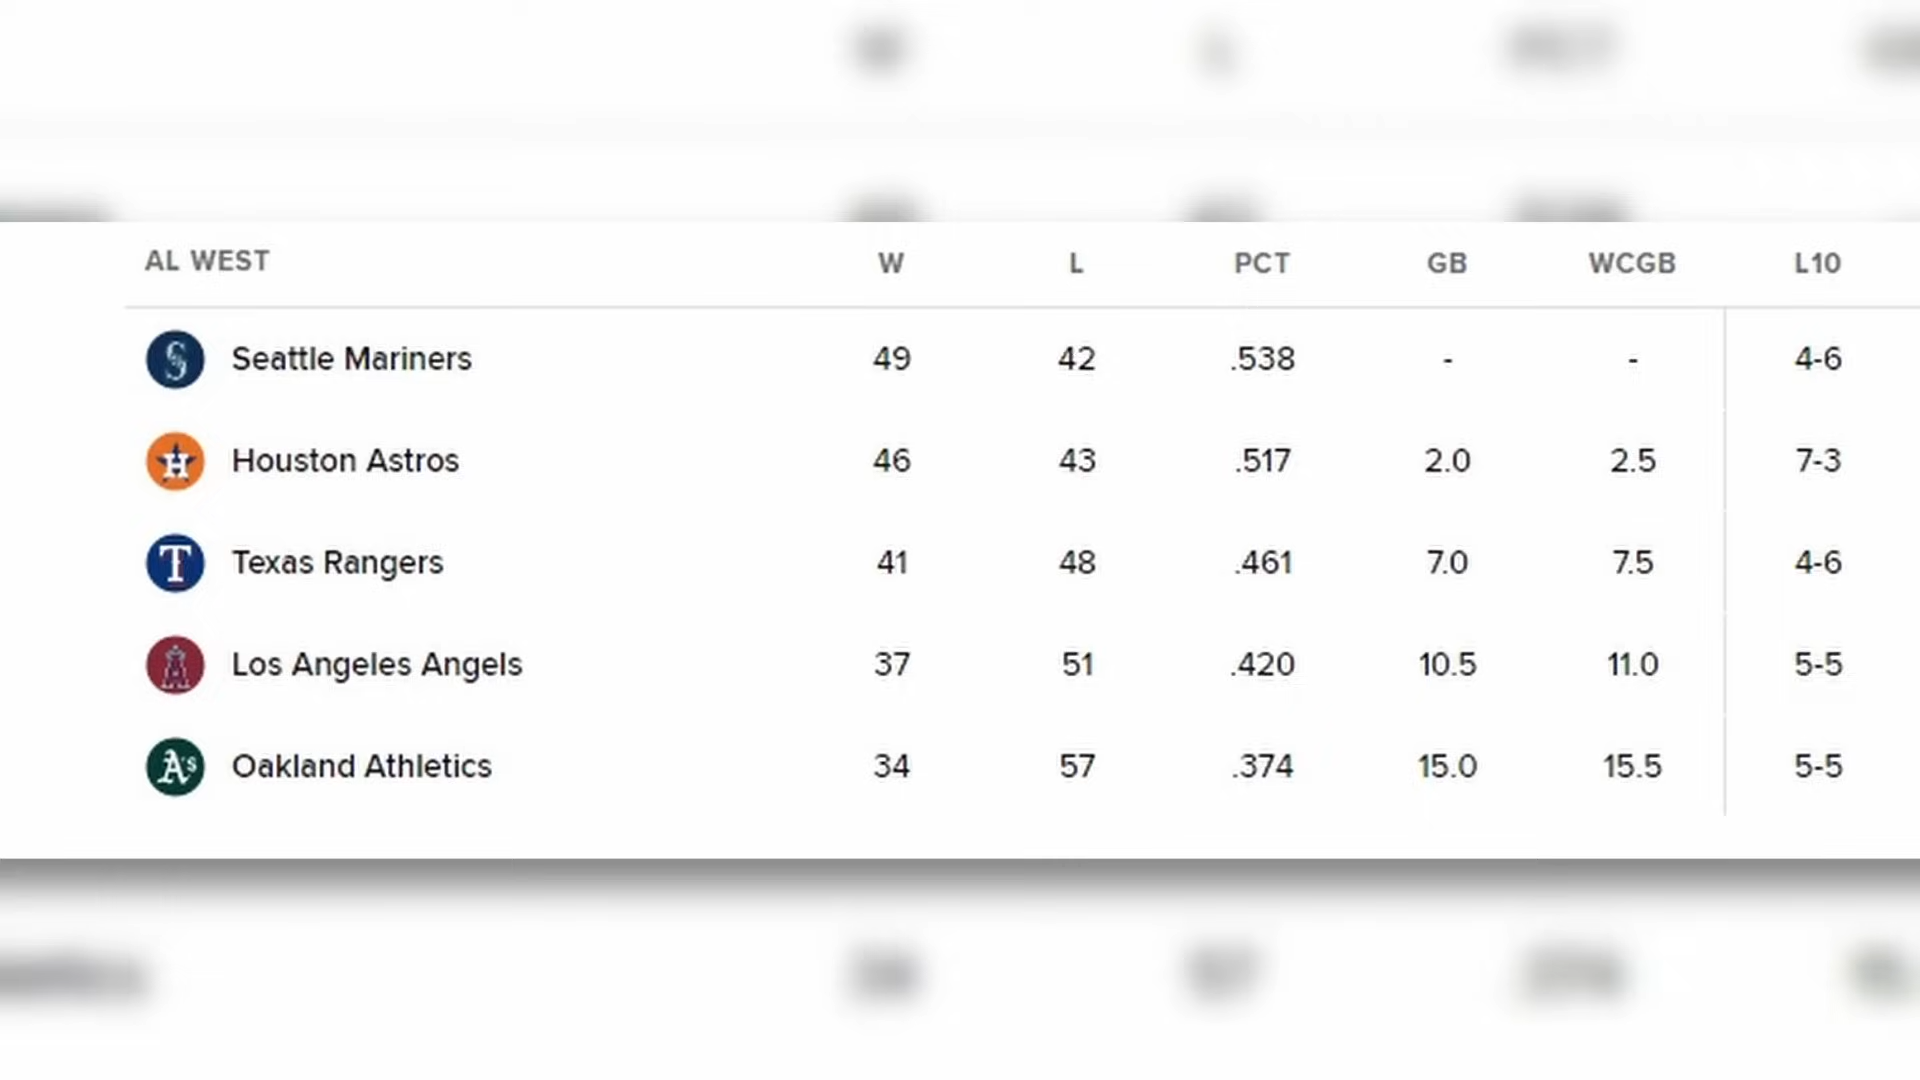 AL WEST W L PCT GB WCGB L10
Seattle Mariners 49 42 .538 - - 4-6
Houston Astros 46 43 .517 2.0 2.5 7-3
Texas Rangers 41 48 .461 7.0 7.5 4-6
Los Angeles Angels 37 51 .420 10.5 11.0 5-5
A's Oakland Athletics 34 57 .374 15.0 15.5 5-5